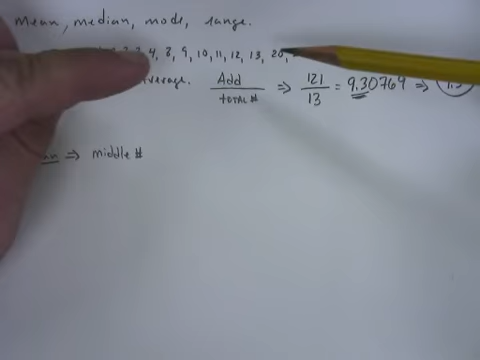 Mean, median, mode, range.
4, 8, 9, 10, 11, 12, 13, 20,
average. Add / total # ⇒ 121 / 13 = 9.30769 ⇒
⇒ middle #